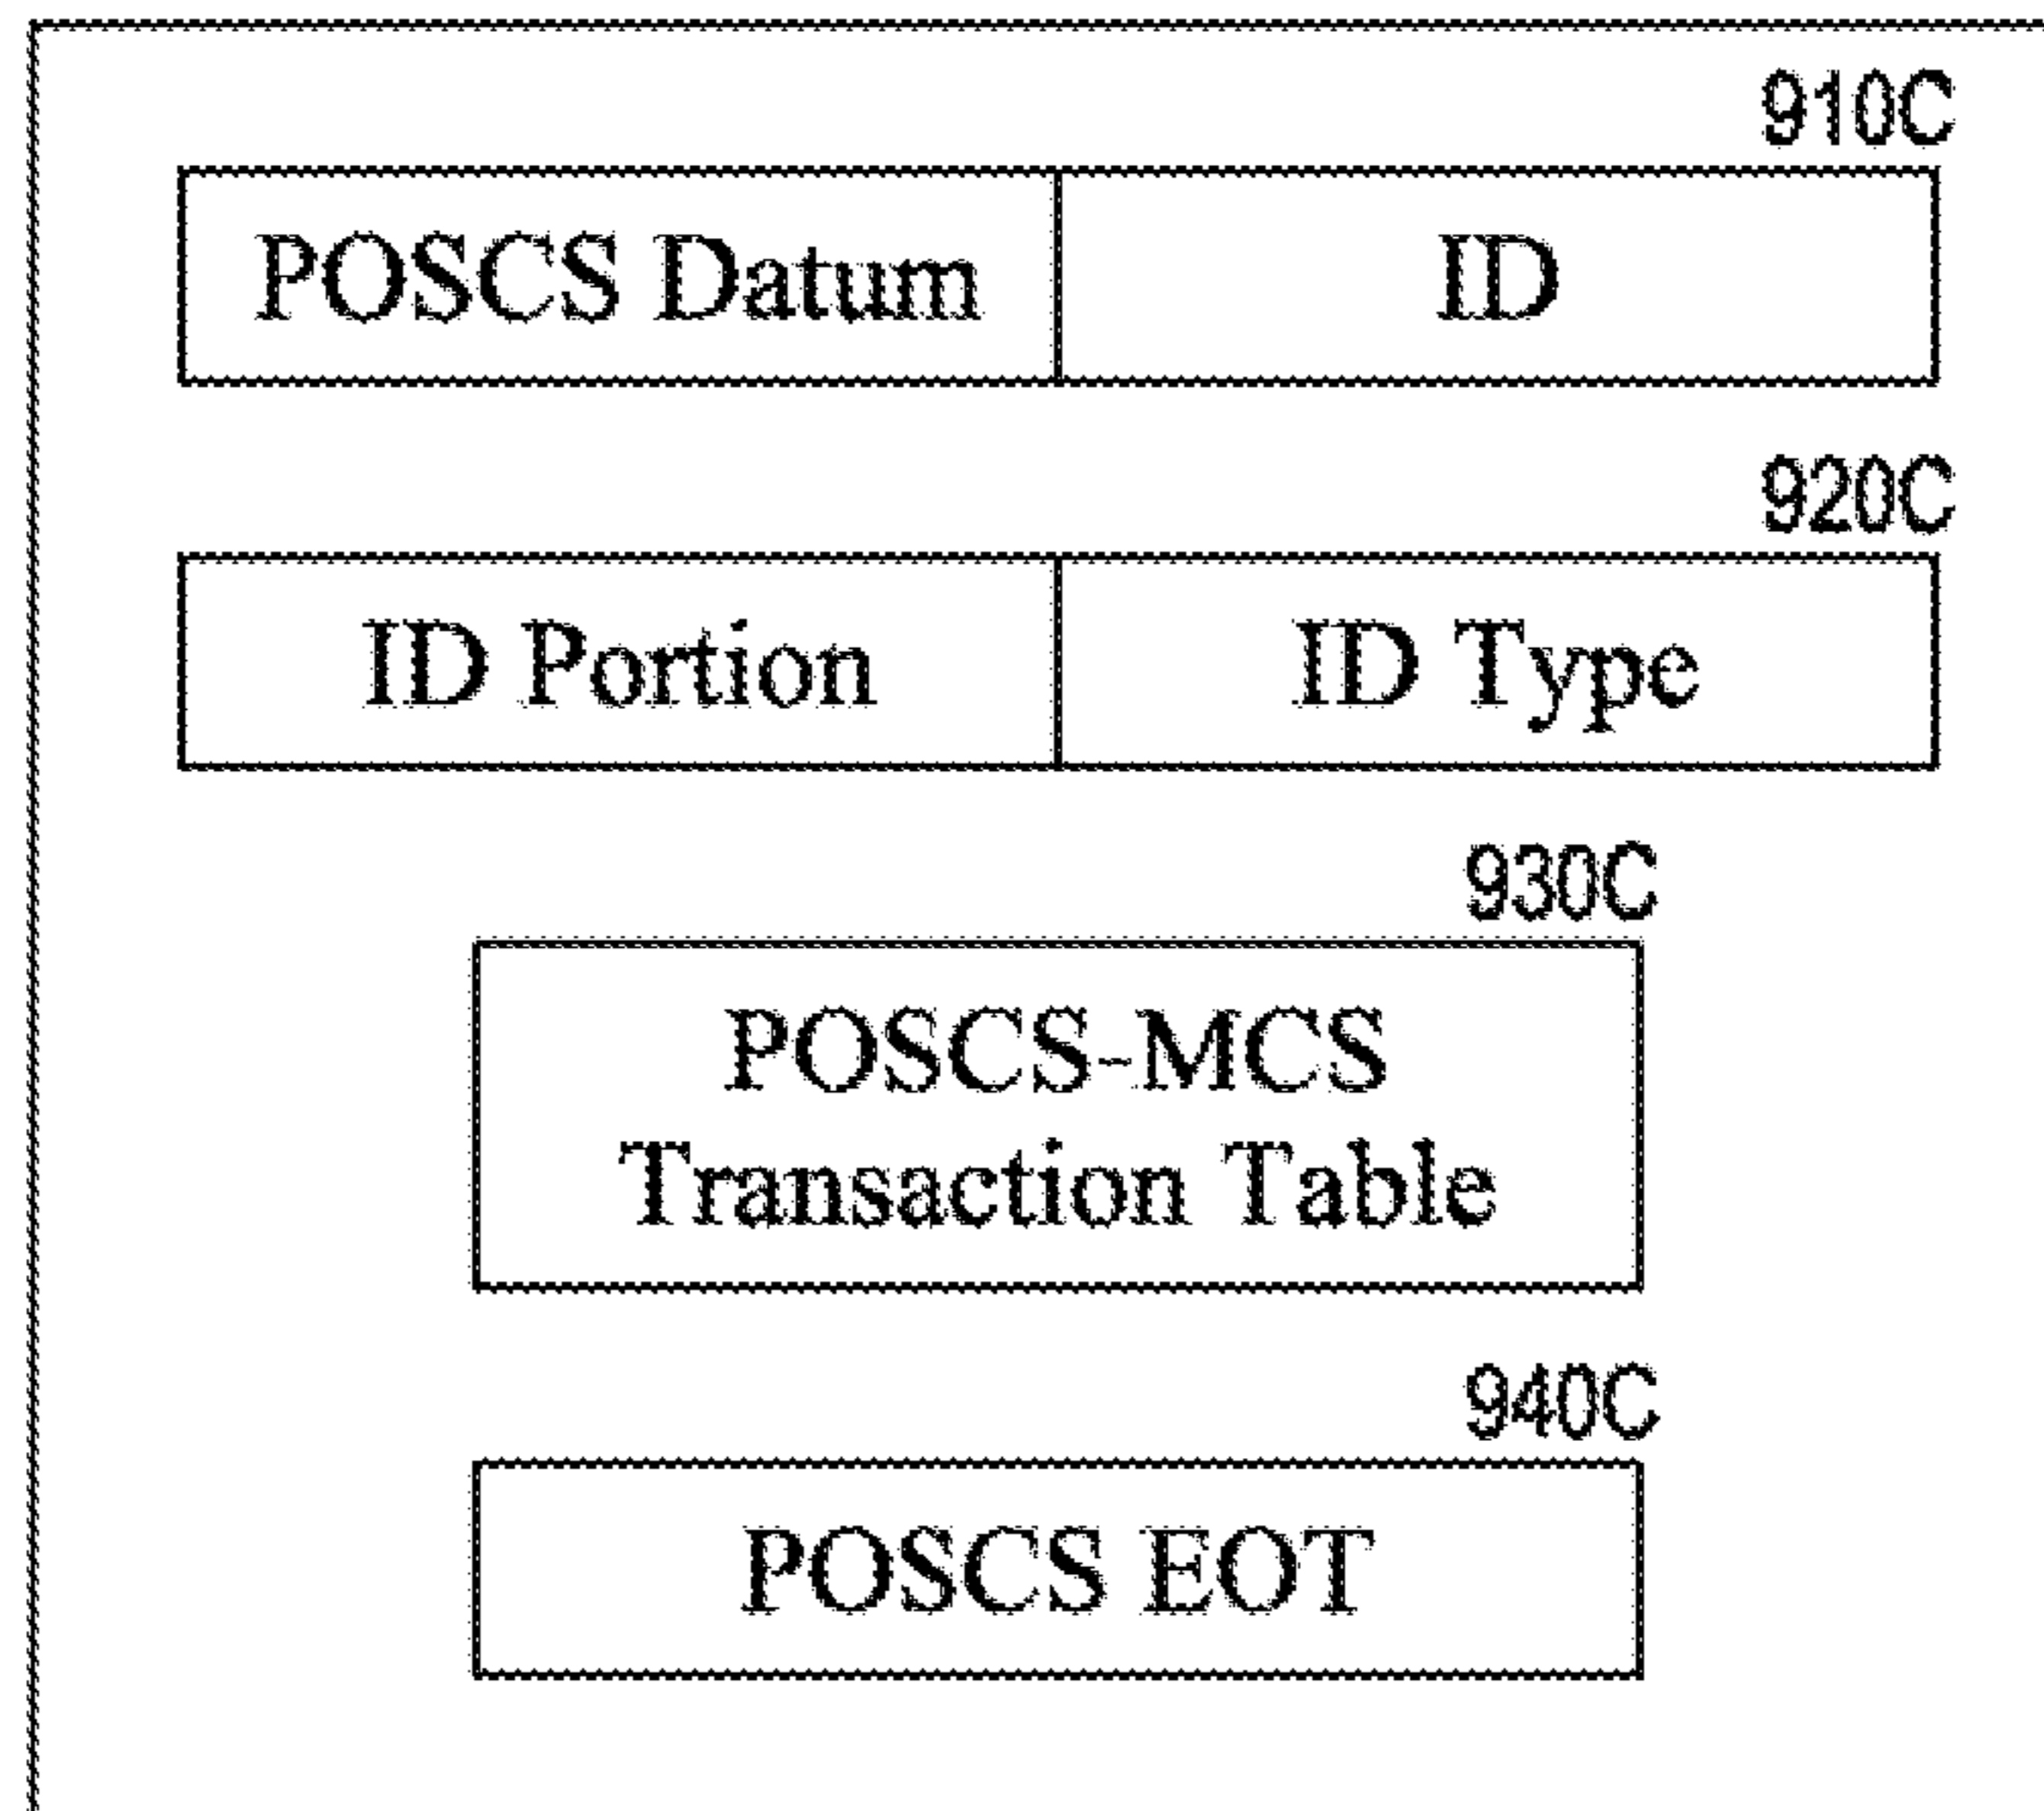 910C
POSCS Datum ID
920C
ID Portion ID Type
930C
POSCS-MCS
Transaction Table
940C
POSCS EOT